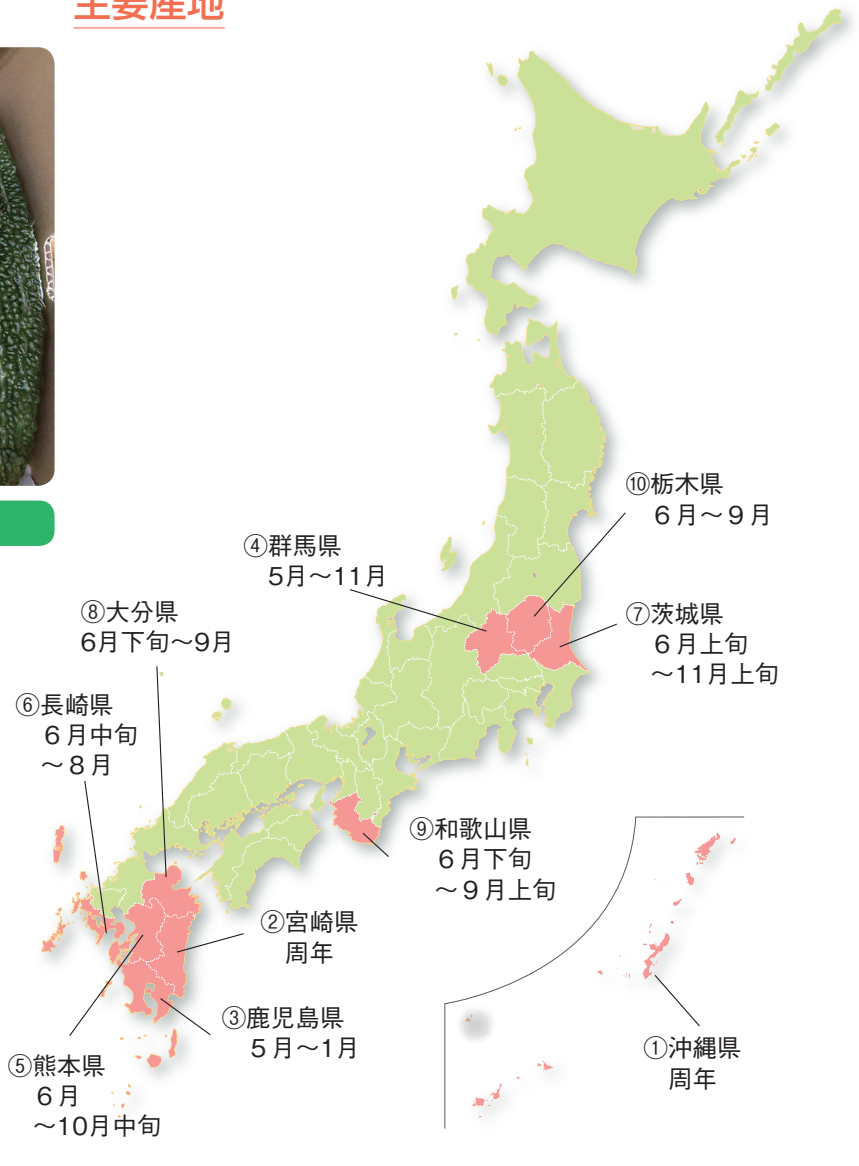 主要産地
⑩栃木県
６月〜９月
④群馬県
5月〜11月
⑧大分県
6月下旬〜9月
⑦茨城県
６月上旬
〜11月上旬
⑥長崎県
６月中旬
〜８月
⑨和歌山県
６月下旬
〜９月上旬
②宮崎県
周年
③鹿児島県
５月〜１月
①沖縄県
周年
⑤熊本県
６月
〜10月中旬